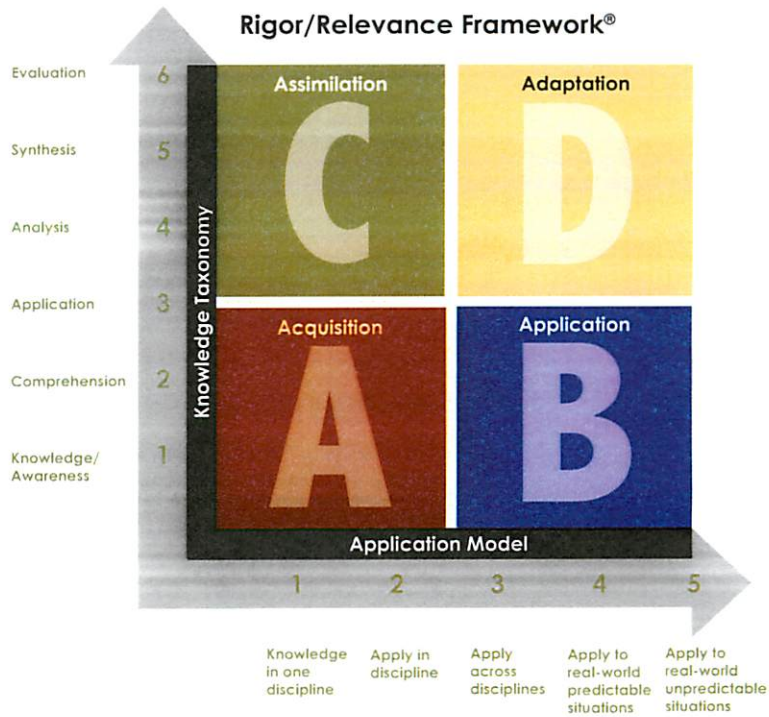 Rigor/Relevance Framework®
Evaluation
6
Synthesis
5
Analysis
4
Application
3
Comprehension
2
Knowledge/
Awareness
1
Knowledge Taxonomy
Assimilation
C
Adaptation
D
Acquisition
A
Application
B
Application Model
1
2
3
4
5
Knowledge
in one
discipline
Apply in
discipline
Apply
across
disciplines
Apply to
real-world
predictable
situations
Apply to
real-world
unpredictable
situations